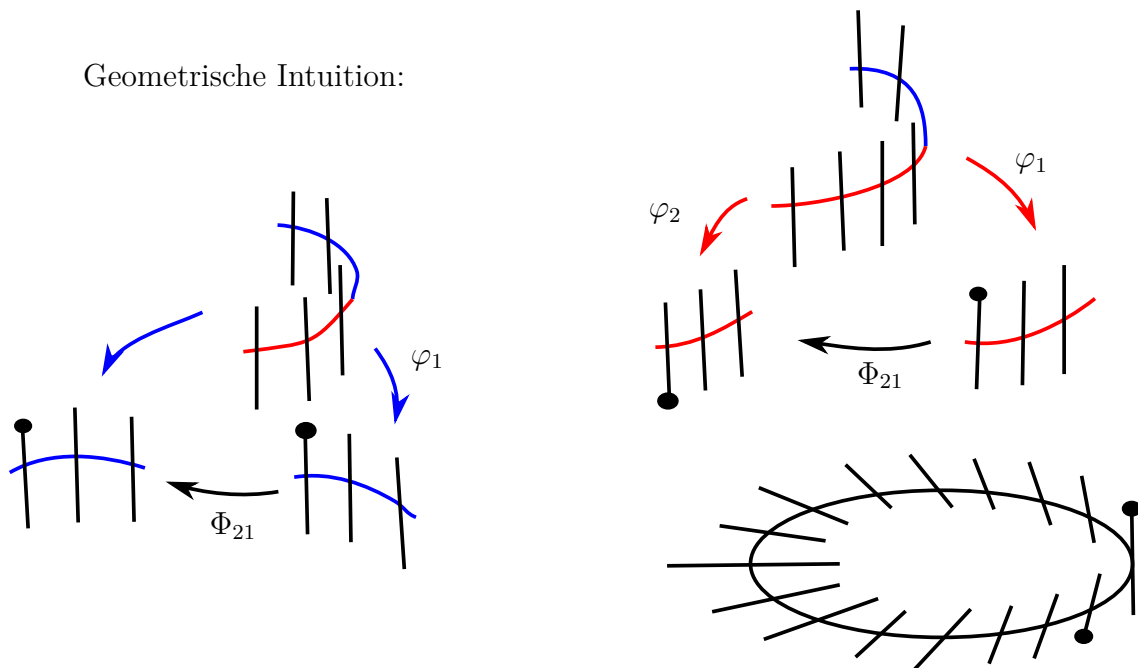 Geometrische Intuition:
φ₁
Φ₂₁
φ₂
φ₁
Φ₂₁